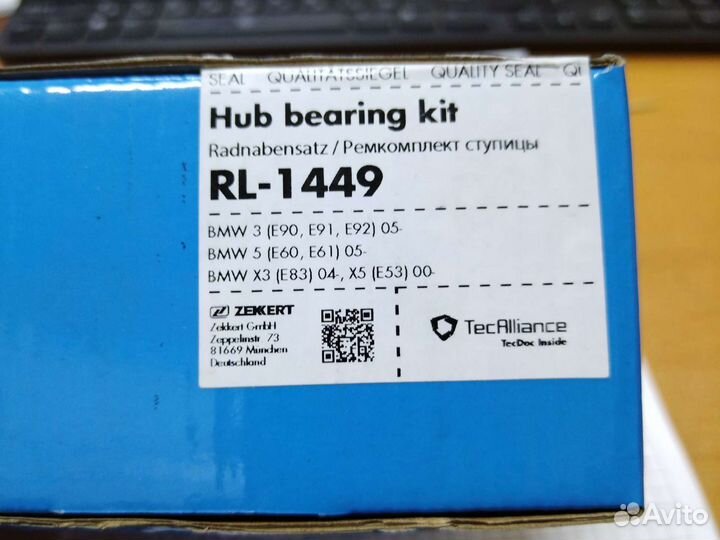 SEAL QUALITÄTSSIEGEL QUALITY SEAL
Hub bearing kit
Radnabensatz / Ремкомплект ступицы
RL-1449
BMW 3 (E90, E91, E92) 05-
BMW 5 (E60, E61) 05-
BMW X3 (E83) 04-, X5 (E53) 00-
ZEKKERT
Zekkert GmbH
Zeppelinstr 73
81669 Munchen
Deutschland
TecAlliance
TecDoc Inside
Avito